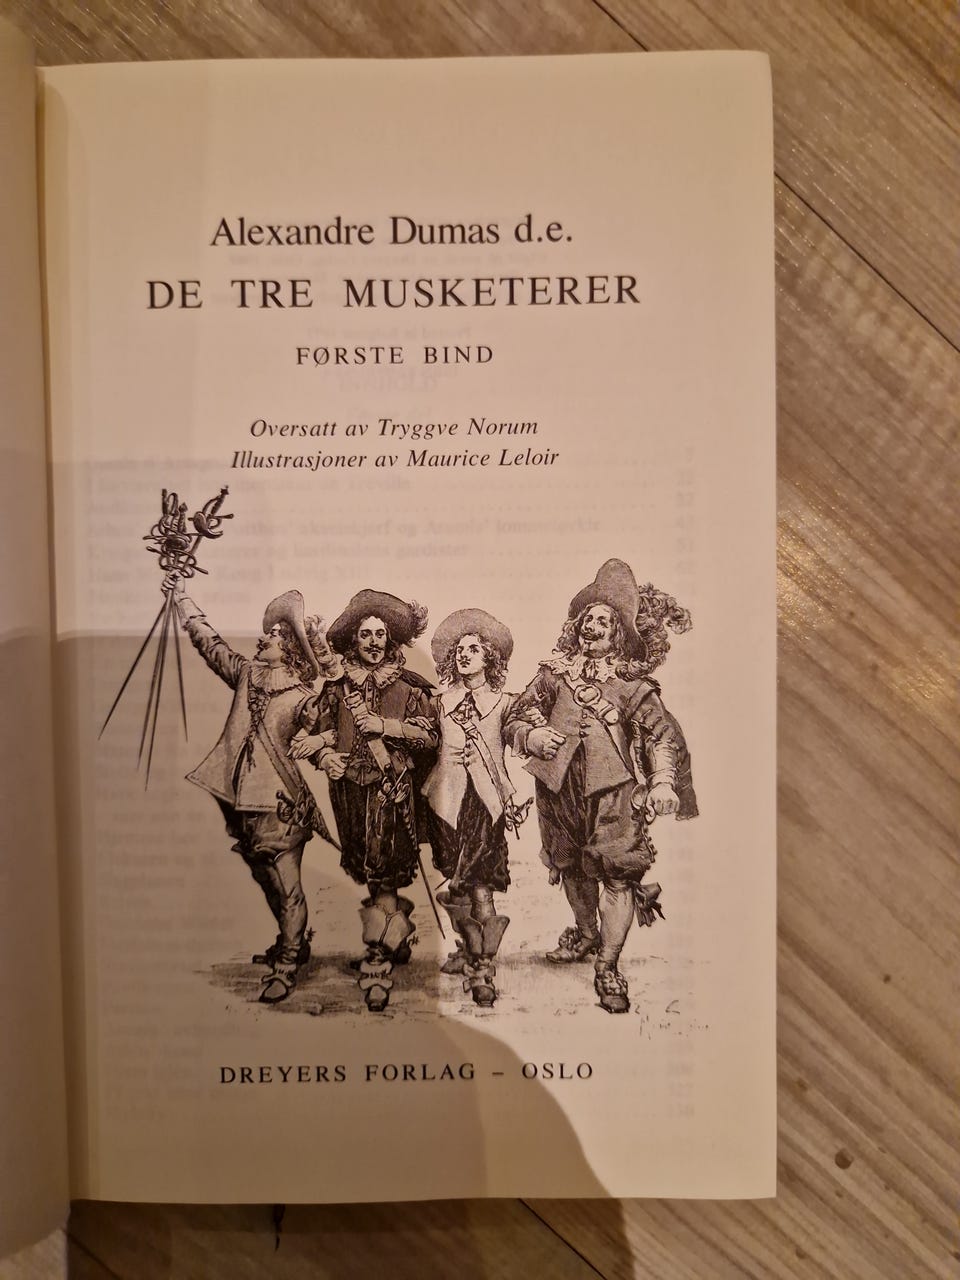 Alexandre Dumas d.e.
DE TRE MUSKETERER
FØRSTE BIND
Oversatt av Tryggve Norum
Illustrasjoner av Maurice Leloir
DREYERS FORLAG – OSLO